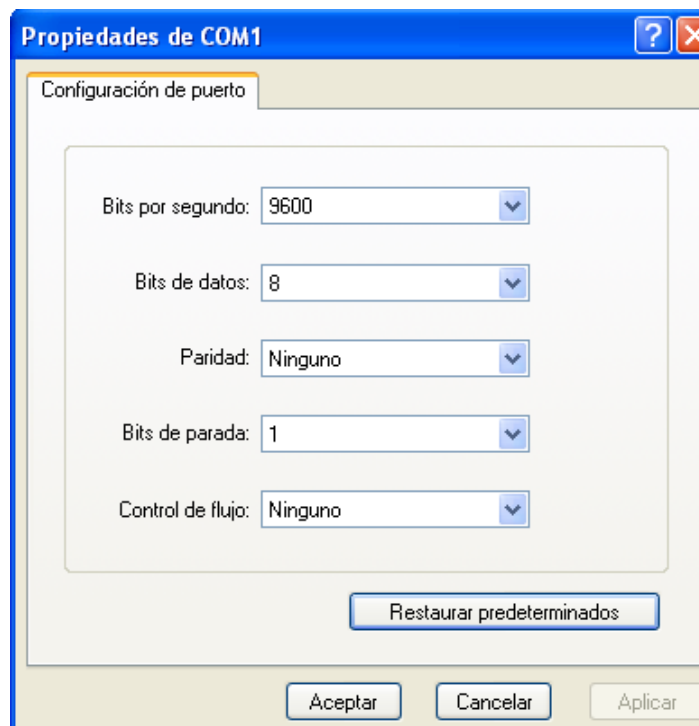 Propiedades de COM1
Configuración de puerto
Bits por segundo: 9600
Bits de datos: 8
Paridad: Ninguno
Bits de parada: 1
Control de flujo: Ninguno
Restaurar predeterminados
Aceptar Cancelar Aplicar